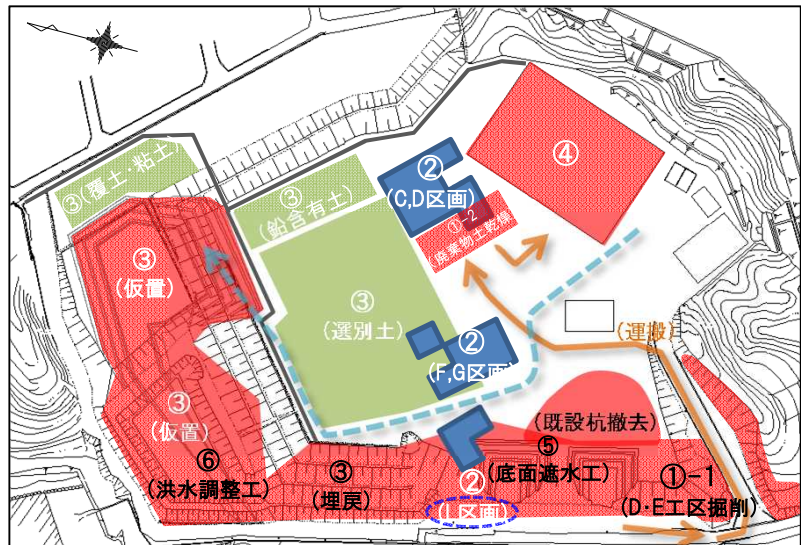 ③(覆土・粘土)
③
(鉛含有土)
②
(C,D区画)
④
①-2
(廃棄物土乾燥)
③
(仮置)
③
(選別土)
②
(F,G区画)
(運搬)
③
(仮置)
⑥
(洪水調整工)
③
(埋戻)
②
(L区画)
(既設杭撤去)
⑤
(底面遮水工)
①-1
(D・E工区掘削)